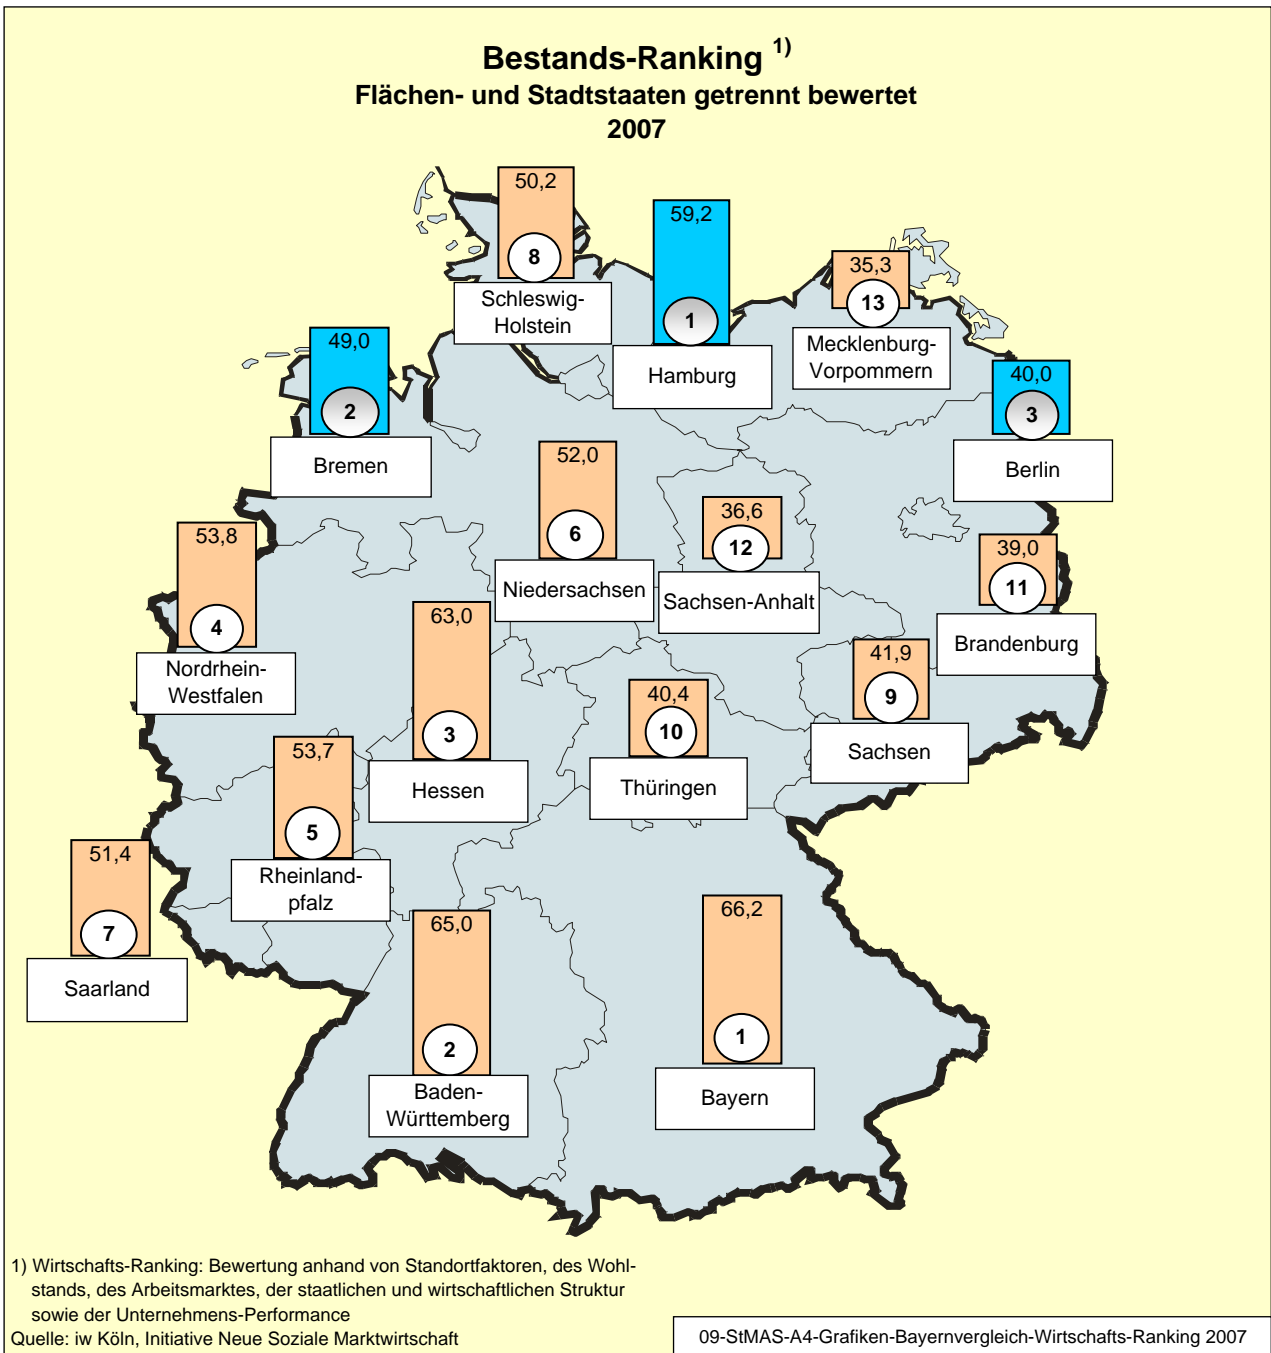 Bestands-Ranking 1)
Flächen- und Stadtstaaten getrennt bewertet
2007
50,2
8
Schleswig-
Holstein
59,2
1
Hamburg
35,3
13
Mecklenburg-
Vorpommern
49,0
2
Bremen
40,0
3
Berlin
52,0
6
Niedersachsen
36,6
12
Sachsen-Anhalt
53,8
4
Nordrhein-
Westfalen
39,0
11
Brandenburg
63,0
3
Hessen
41,9
9
Sachsen
40,4
10
Thüringen
53,7
5
Rheinland-
pfalz
51,4
7
Saarland
65,0
2
Baden-
Württemberg
66,2
1
Bayern
1) Wirtschafts-Ranking: Bewertung anhand von Standortfaktoren, des Wohl-
stands, des Arbeitsmarktes, der staatlichen und wirtschaftlichen Struktur
sowie der Unternehmens-Performance
Quelle: iw Köln, Initiative Neue Soziale Marktwirtschaft
09-StMAS-A4-Grafiken-Bayernvergleich-Wirtschafts-Ranking 2007